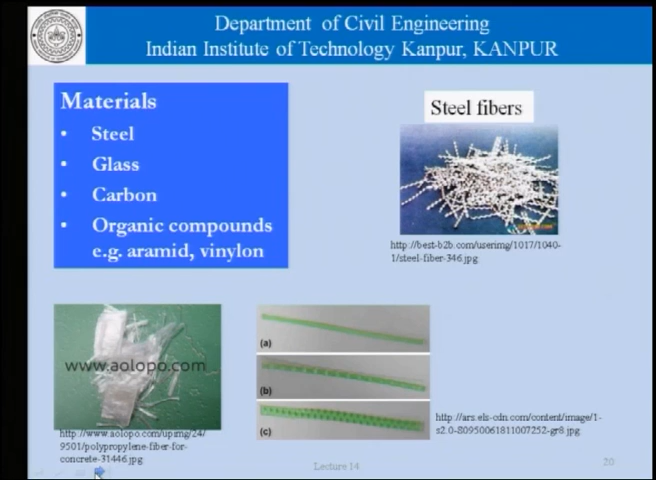 Department of Civil Engineering
Indian Institute of Technology Kanpur, KANPUR
Materials
• Steel
• Glass
• Carbon
• Organic compounds
e.g. aramid, vinylon
Steel fibers
http://best-b2b.com/userimg/1017/1040-
1/steel-fiber-346.jpg
www.aolopo.com
http://www.aolopo.com/upimg/24/
9501/polypropylene-fiber-for-
concrete-31446.jpg
(a)
(b)
(c)
http://ars.els-cdn.com/content/image/1-
s2.0-S0950061811007252-gr8.jpg
Lecture 14
20